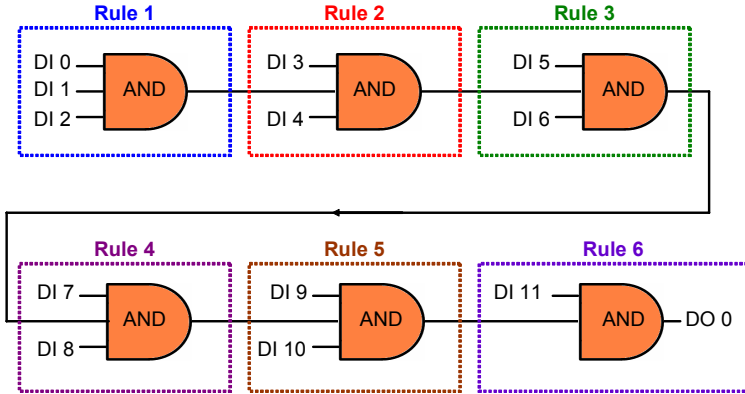 Rule 1
Rule 2
Rule 3
DI 0
DI 1
DI 2
AND
DI 3
DI 4
AND
DI 5
DI 6
AND
Rule 4
Rule 5
Rule 6
DI 7
DI 8
AND
DI 9
DI 10
AND
DI 11
AND
DO 0